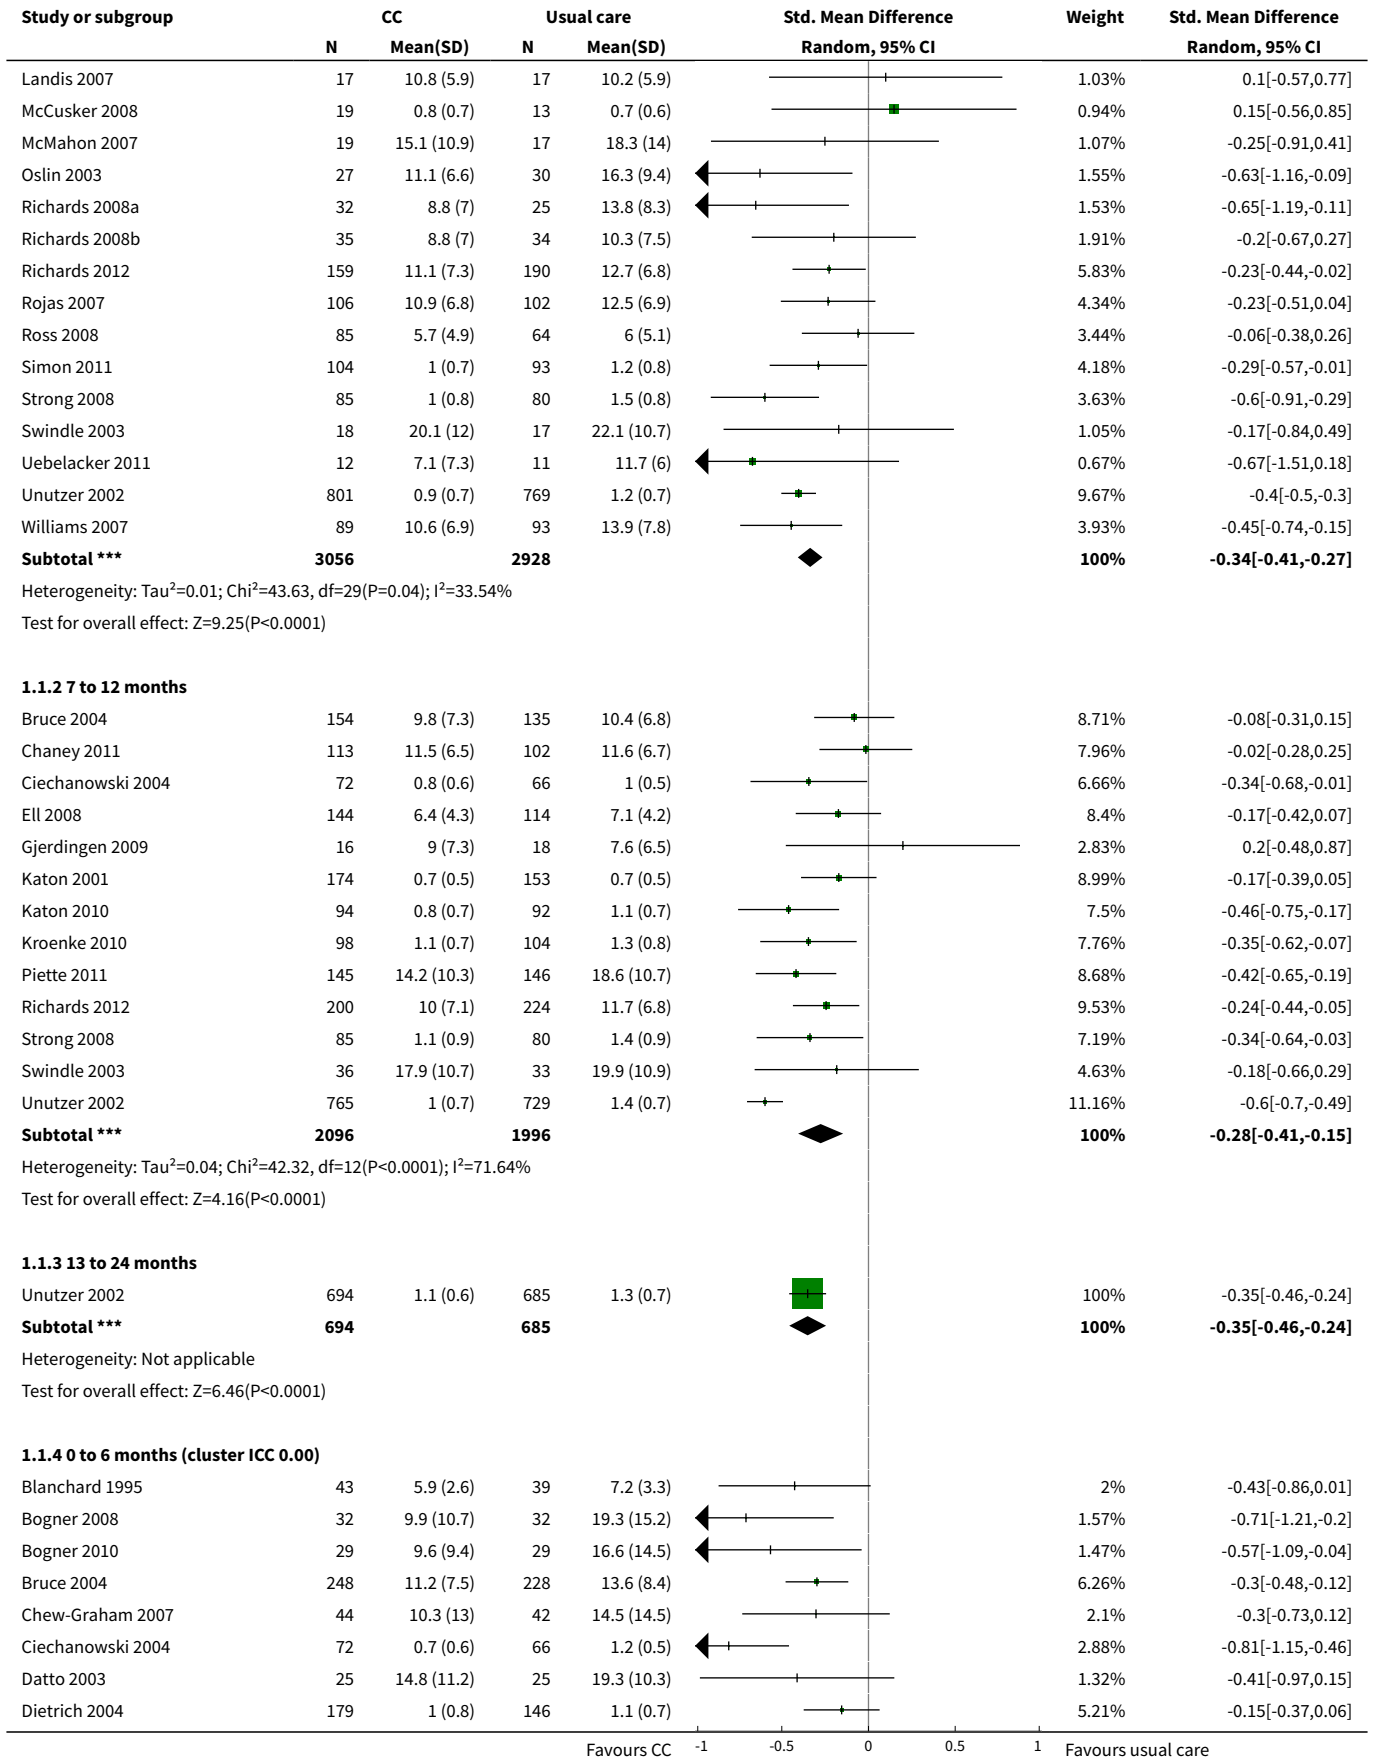 Study or subgroup CC Usual care Std. Mean Difference Weight Std. Mean Difference
N Mean(SD) N Mean(SD) Random, 95% CI Random, 95% CI
Landis 2007 17 10.8 (5.9) 17 10.2 (5.9) 1.03% 0.1[-0.57,0.77]
McCusker 2008 19 0.8 (0.7) 13 0.7 (0.6) 0.94% 0.15[-0.56,0.85]
McMahon 2007 19 15.1 (10.9) 17 18.3 (14) 1.07% -0.25[-0.91,0.41]
Oslin 2003 27 11.1 (6.6) 30 16.3 (9.4) 1.55% -0.63[-1.16,-0.09]
Richards 2008a 32 8.8 (7) 25 13.8 (8.3) 1.53% -0.65[-1.19,-0.11]
Richards 2008b 35 8.8 (7) 34 10.3 (7.5) 1.91% -0.2[-0.67,0.27]
Richards 2012 159 11.1 (7.3) 190 12.7 (6.8) 5.83% -0.23[-0.44,-0.02]
Rojas 2007 106 10.9 (6.8) 102 12.5 (6.9) 4.34% -0.23[-0.51,0.04]
Ross 2008 85 5.7 (4.9) 64 6 (5.1) 3.44% -0.06[-0.38,0.26]
Simon 2011 104 1 (0.7) 93 1.2 (0.8) 4.18% -0.29[-0.57,-0.01]
Strong 2008 85 1 (0.8) 80 1.5 (0.8) 3.63% -0.6[-0.91,-0.29]
Swindle 2003 18 20.1 (12) 17 22.1 (10.7) 1.05% -0.17[-0.84,0.49]
Uebelacker 2011 12 7.1 (7.3) 11 11.7 (6) 0.67% -0.67[-1.51,0.18]
Unutzer 2002 801 0.9 (0.7) 769 1.2 (0.7) 9.67% -0.4[-0.5,-0.3]
Williams 2007 89 10.6 (6.9) 93 13.9 (7.8) 3.93% -0.45[-0.74,-0.15]
Subtotal *** 3056 2928 100% -0.34[-0.41,-0.27]
Heterogeneity: Tau²=0.01; Chi²=43.63, df=29(P=0.04); I²=33.54%
Test for overall effect: Z=9.25(P<0.0001)
1.1.2 7 to 12 months
Bruce 2004 154 9.8 (7.3) 135 10.4 (6.8) 8.71% -0.08[-0.31,0.15]
Chaney 2011 113 11.5 (6.5) 102 11.6 (6.7) 7.96% -0.02[-0.28,0.25]
Ciechanowski 2004 72 0.8 (0.6) 66 1 (0.5) 6.66% -0.34[-0.68,-0.01]
Ell 2008 144 6.4 (4.3) 114 7.1 (4.2) 8.4% -0.17[-0.42,0.07]
Gjerdingen 2009 16 9 (7.3) 18 7.6 (6.5) 2.83% 0.2[-0.48,0.87]
Katon 2001 174 0.7 (0.5) 153 0.7 (0.5) 8.99% -0.17[-0.39,0.05]
Katon 2010 94 0.8 (0.7) 92 1.1 (0.7) 7.5% -0.46[-0.75,-0.17]
Kroenke 2010 98 1.1 (0.7) 104 1.3 (0.8) 7.76% -0.35[-0.62,-0.07]
Piette 2011 145 14.2 (10.3) 146 18.6 (10.7) 8.68% -0.42[-0.65,-0.19]
Richards 2012 200 10 (7.1) 224 11.7 (6.8) 9.53% -0.24[-0.44,-0.05]
Strong 2008 85 1.1 (0.9) 80 1.4 (0.9) 7.19% -0.34[-0.64,-0.03]
Swindle 2003 36 17.9 (10.7) 33 19.9 (10.9) 4.63% -0.18[-0.66,0.29]
Unutzer 2002 765 1 (0.7) 729 1.4 (0.7) 11.16% -0.6[-0.7,-0.49]
Subtotal *** 2096 1996 100% -0.28[-0.41,-0.15]
Heterogeneity: Tau²=0.04; Chi²=42.32, df=12(P<0.0001); I²=71.64%
Test for overall effect: Z=4.16(P<0.0001)
1.1.3 13 to 24 months
Unutzer 2002 694 1.1 (0.6) 685 1.3 (0.7) 100% -0.35[-0.46,-0.24]
Subtotal *** 694 685 100% -0.35[-0.46,-0.24]
Heterogeneity: Not applicable
Test for overall effect: Z=6.46(P<0.0001)
1.1.4 0 to 6 months (cluster ICC 0.00)
Blanchard 1995 43 5.9 (2.6) 39 7.2 (3.3) 2% -0.43[-0.86,0.01]
Bogner 2008 32 9.9 (10.7) 32 19.3 (15.2) 1.57% -0.71[-1.21,-0.2]
Bogner 2010 29 9.6 (9.4) 29 16.6 (14.5) 1.47% -0.57[-1.09,-0.04]
Bruce 2004 248 11.2 (7.5) 228 13.6 (8.4) 6.26% -0.3[-0.48,-0.12]
Chew-Graham 2007 44 10.3 (13) 42 14.5 (14.5) 2.1% -0.3[-0.73,0.12]
Ciechanowski 2004 72 0.7 (0.6) 66 1.2 (0.5) 2.88% -0.81[-1.15,-0.46]
Datto 2003 25 14.8 (11.2) 25 19.3 (10.3) 1.32% -0.41[-0.97,0.15]
Dietrich 2004 179 1 (0.8) 146 1.1 (0.7) 5.21% -0.15[-0.37,0.06]
Favours CC -1 -0.5 0 0.5 1 Favours usual care